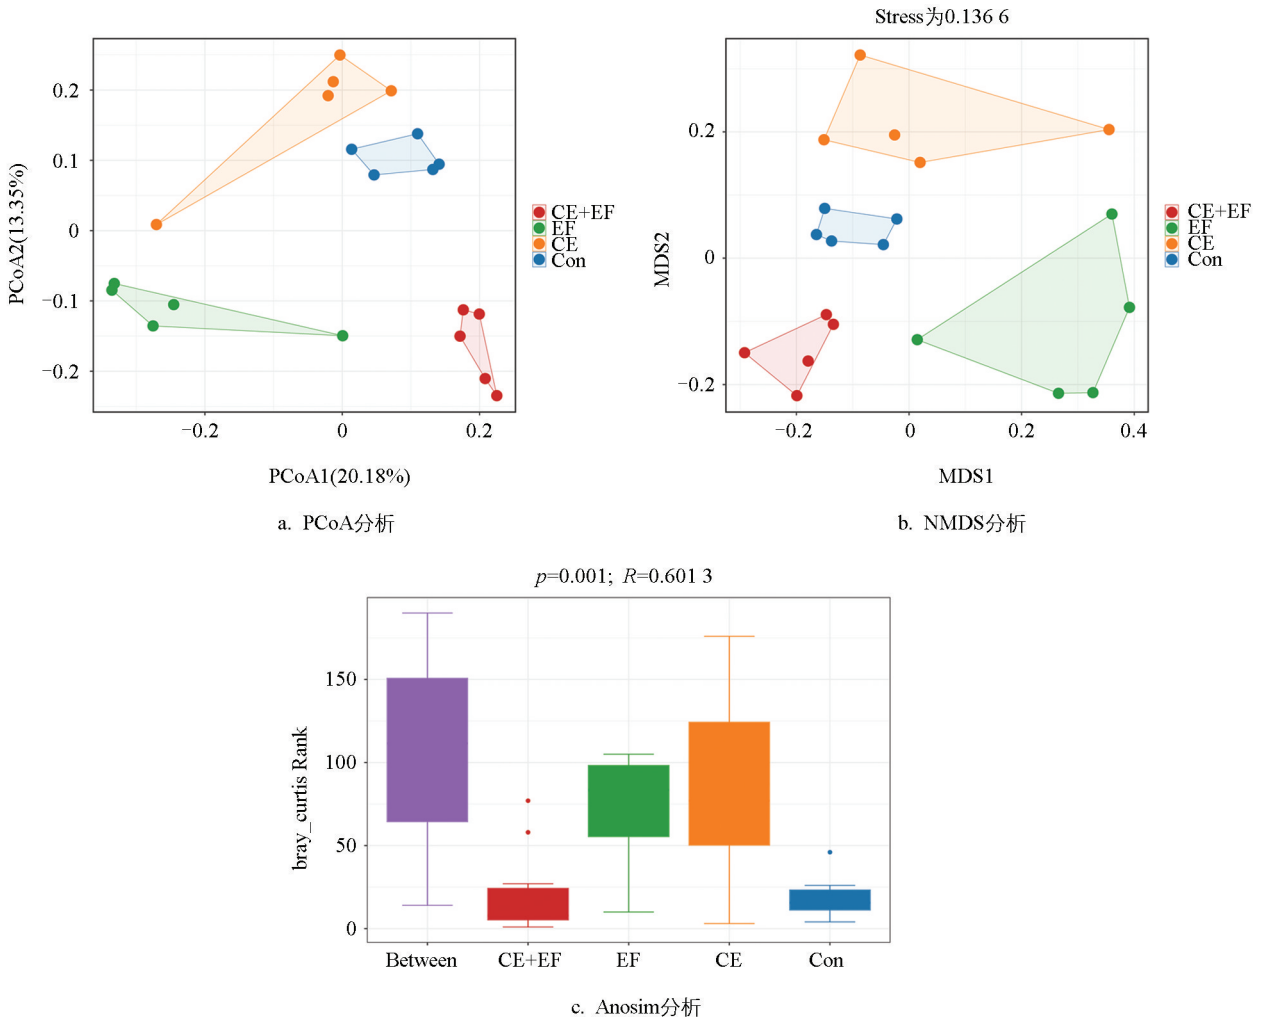 Stress为0.136 6
PCoA2(13.35%)
0.2
0.1
0
−0.1
−0.2
−0.2
0
0.2
PCoA1(20.18%)
CE+EF
EF
CE
Con
a. PCoA分析
MDS2
0.2
0
−0.2
−0.2
0
0.2
0.4
MDS1
CE+EF
EF
CE
Con
b. NMDS分析
p=0.001; R=0.601 3
bray_curtis Rank
150
100
50
0
Between
CE+EF
EF
CE
Con
c. Anosim分析